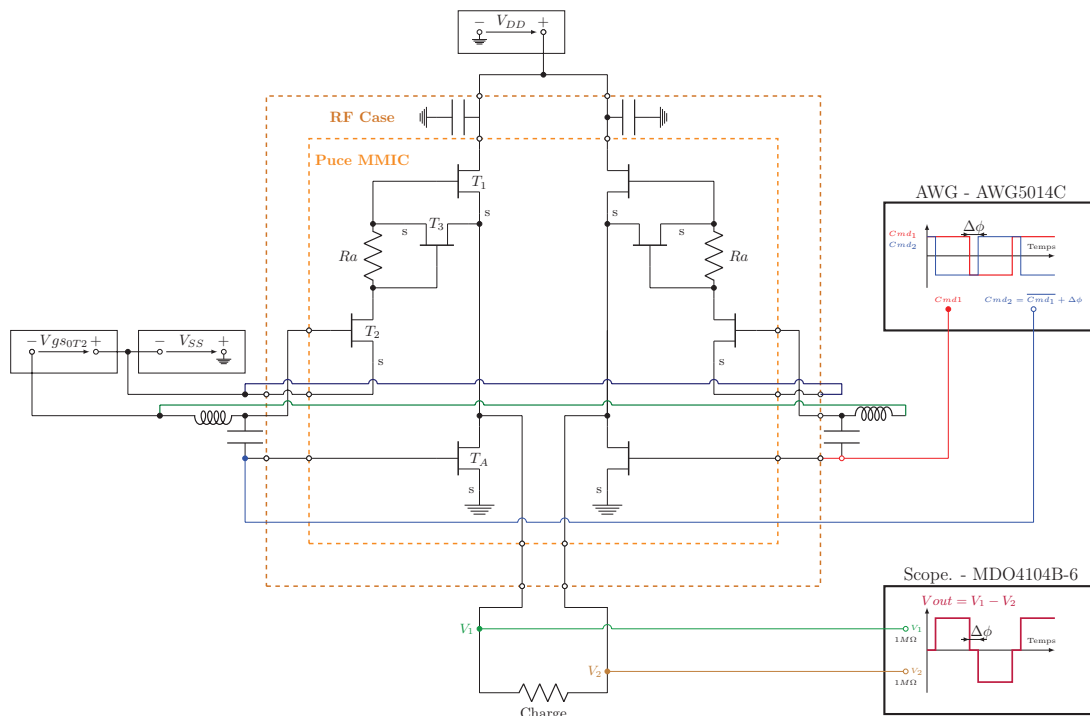 − V_DD +
RF Case
Puce MMIC
T_1
s
s
T_3
s
s
Ra
Ra
T_2
s
s
− Vgs_0T2 +
− V_SS +
T_A
s
s
AWG - AWG5014C
Cmd_1
Cmd_2
Δϕ
Temps
Cmd1
Cmd_2 = \overline{Cmd_1} + Δϕ
Scope. - MDO4104B-6
Vout = V_1 − V_2
V_1
V_1
1MΩ
Δϕ
Temps
V_2
V_2
1MΩ
Charge